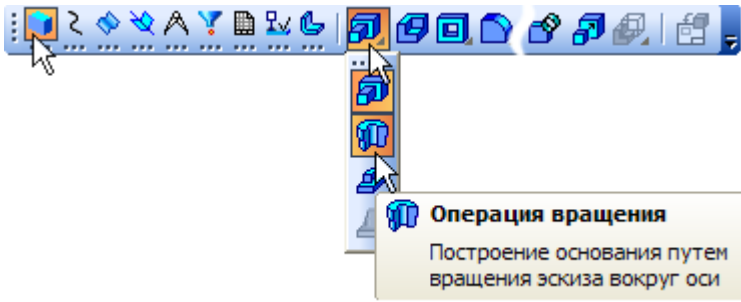 Операция вращения
Построение основания путем
вращения эскиза вокруг оси